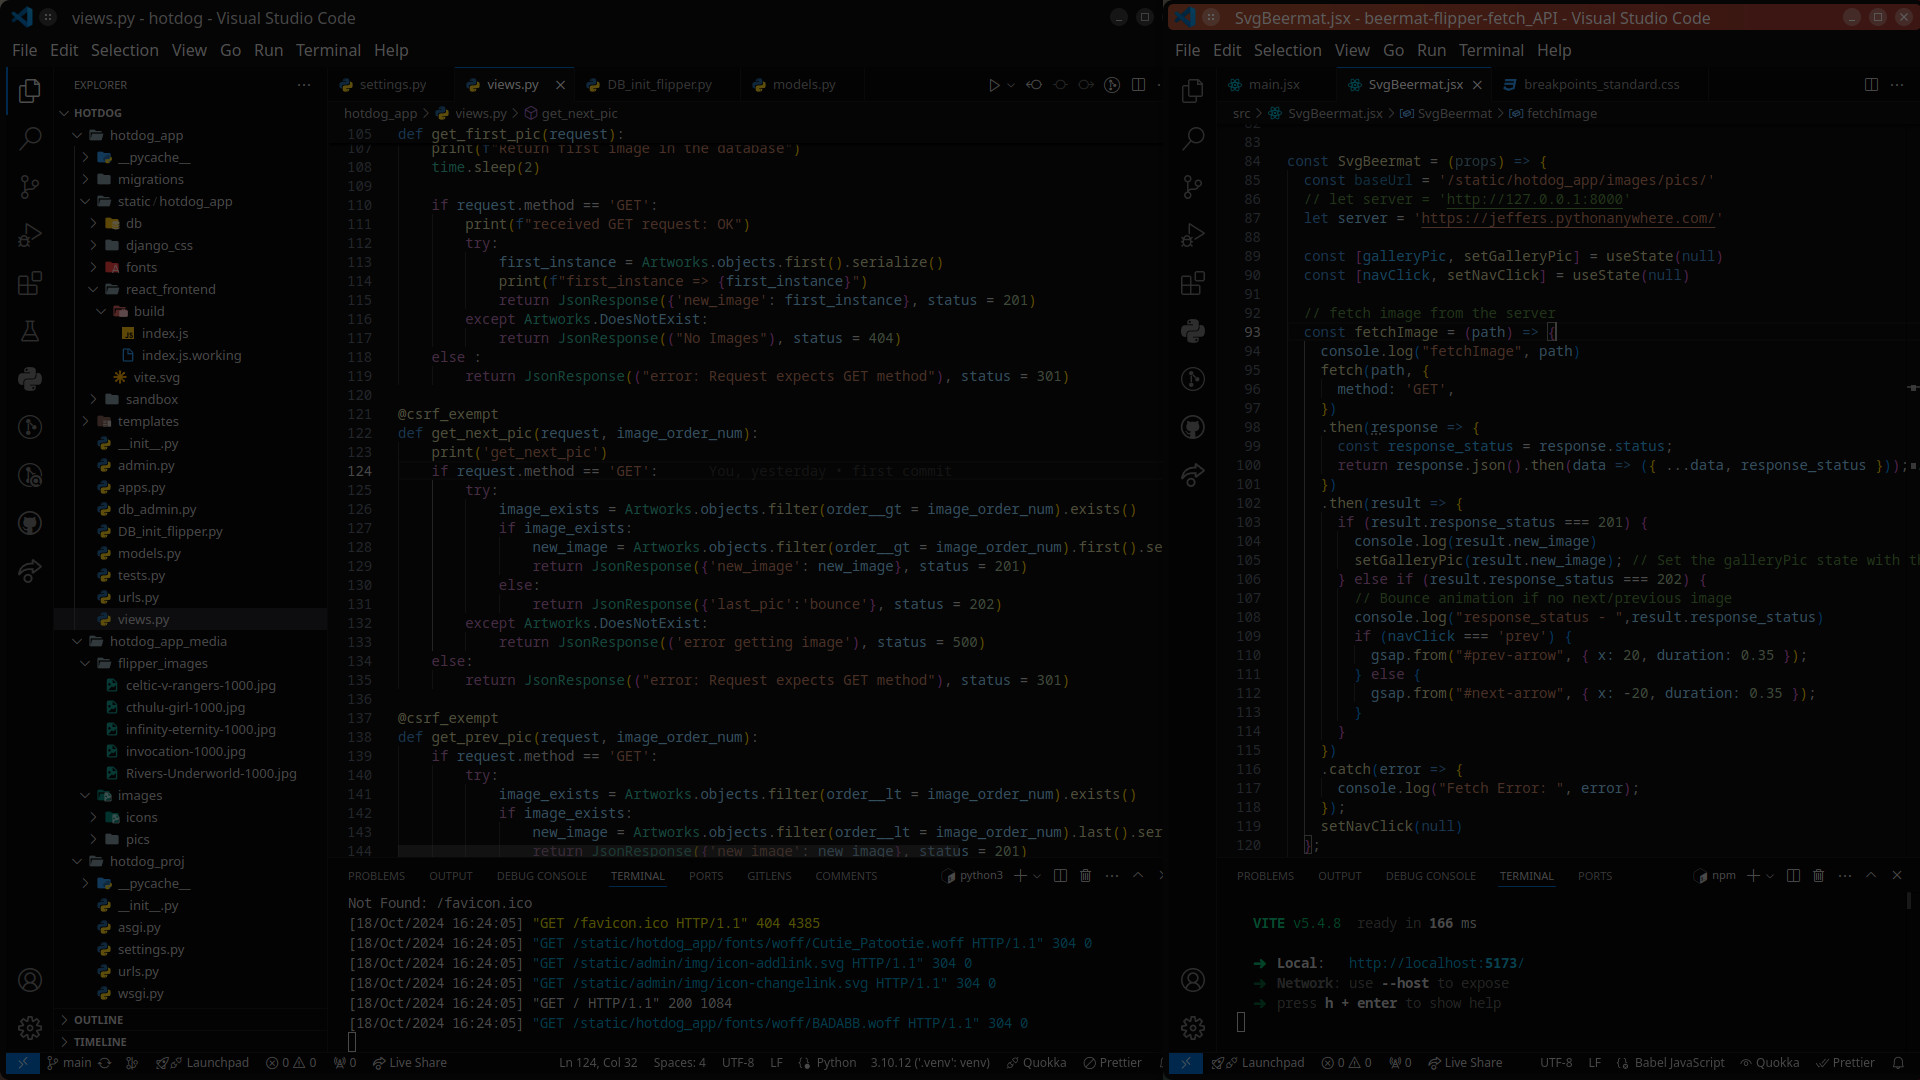 views.py - hotdog - Visual Studio Code
File Edit Selection View Go Run Terminal Help
EXPLORER
HOTDOG
hotdog_app
__pycache__
migrations
static / hotdog_app
db
django_css
fonts
react_frontend
build
index.js
index.js.working
vite.svg
sandbox
templates
__init__.py
admin.py
apps.py
db_admin.py
DB_init_flipper.py
models.py
tests.py
urls.py
views.py
hotdog_app_media
flipper_images
celtic-v-rangers-1000.jpg
cthulu-girl-1000.jpg
infinity-eternity-1000.jpg
invocation-1000.jpg
Rivers-Underworld-1000.jpg
images
icons
pics
hotdog_proj
__pycache__
__init__.py
asgi.py
settings.py
urls.py
wsgi.py
OUTLINE
TIMELINE
settings.py views.py DB_init_flipper.py models.py
hotdog_app > views.py > get_next_pic
105 def get_first_pic(request):
107 print(f"Return first image in the database")
108 time.sleep(2)
109
110 if request.method == 'GET':
111 print(f"received GET request: OK")
112 try:
113 first_instance = Artworks.objects.first().serialize()
114 print(f"first_instance => {first_instance}")
115 return JsonResponse({'new_image': first_instance}, status = 201)
116 except Artworks.DoesNotExist:
117 return JsonResponse(("No Images"), status = 404)
118 else :
119 return JsonResponse(("error: Request expects GET method"), status = 301)
120
121 @csrf_exempt
122 def get_next_pic(request, image_order_num):
123 print('get_next_pic')
124 if request.method == 'GET': You, yesterday • first commit
125 try:
126 image_exists = Artworks.objects.filter(order__gt = image_order_num).exists()
127 if image_exists:
128 new_image = Artworks.objects.filter(order__gt = image_order_num).first().se
129 return JsonResponse({'new_image': new_image}, status = 201)
130 else:
131 return JsonResponse({'last_pic':'bounce'}, status = 202)
132 except Artworks.DoesNotExist:
133 return JsonResponse(('error getting image'), status = 500)
134 else:
135 return JsonResponse(("error: Request expects GET method"), status = 301)
136
137 @csrf_exempt
138 def get_prev_pic(request, image_order_num):
139 if request.method == 'GET':
140 try:
141 image_exists = Artworks.objects.filter(order__lt = image_order_num).exists()
142 if image_exists:
143 new_image = Artworks.objects.filter(order__lt = image_order_num).last().ser
144 return JsonResponse({'new_image': new_image}, status = 201)
PROBLEMS OUTPUT DEBUG CONSOLE TERMINAL PORTS GITLENS COMMENTS python3
Not Found: /favicon.ico
[18/Oct/2024 16:24:05] "GET /favicon.ico HTTP/1.1" 404 4385
[18/Oct/2024 16:24:05] "GET /static/hotdog_app/fonts/woff/Cutie_Patootie.woff HTTP/1.1" 304 0
[18/Oct/2024 16:24:05] "GET /static/admin/img/icon-addlink.svg HTTP/1.1" 304 0
[18/Oct/2024 16:24:05] "GET /static/admin/img/icon-changelink.svg HTTP/1.1" 304 0
[18/Oct/2024 16:24:05] "GET / HTTP/1.1" 200 1084
[18/Oct/2024 16:24:05] "GET /static/hotdog_app/fonts/woff/BADABB.woff HTTP/1.1" 304 0
main Launchpad 0 0 0 Live Share Ln 124, Col 32 Spaces: 4 UTF-8 LF Python 3.10.12 ('.venv': venv) Quokka Prettier
SvgBeermat.jsx - beermat-flipper-fetch_API - Visual Studio Code
File Edit Selection View Go Run Terminal Help
main.jsx SvgBeermat.jsx breakpoints_standard.css
src > SvgBeermat.jsx > SvgBeermat > fetchImage
82
83
84 const SvgBeermat = (props) => {
85 const baseUrl = '/static/hotdog_app/images/pics/'
86 // let server = 'http://127.0.0.1:8000'
87 let server = 'https://jeffers.pythonanywhere.com/'
88
89 const [galleryPic, setGalleryPic] = useState(null)
90 const [navClick, setNavClick] = useState(null)
91
92 // fetch image from the server
93 const fetchImage = (path) => {
94 console.log("fetchImage", path)
95 fetch(path, {
96 method: 'GET',
97 })
98 .then(response => {
99 const response_status = response.status;
100 return response.json().then(data => ({ ...data, response_status }));
101 })
102 .then(result => {
103 if (result.response_status === 201) {
104 console.log(result.new_image)
105 setGalleryPic(result.new_image); // Set the galleryPic state with th
106 } else if (result.response_status === 202) {
107 // Bounce animation if no next/previous image
108 console.log("response_status - ",result.response_status)
109 if (navClick === 'prev') {
110 gsap.from("#prev-arrow", { x: 20, duration: 0.35 });
111 } else {
112 gsap.from("#next-arrow", { x: -20, duration: 0.35 });
113 }
114 }
115 })
116 .catch(error => {
117 console.log("Fetch Error: ", error);
118 });
119 setNavClick(null)
120 };
PROBLEMS OUTPUT DEBUG CONSOLE TERMINAL PORTS npm
VITE v5.4.8 ready in 166 ms
➜ Local: http://localhost:5173/
➜ Network: use --host to expose
➜ press h + enter to show help
Launchpad 0 0 0 Live Share UTF-8 LF Babel JavaScript Quokka Prettier